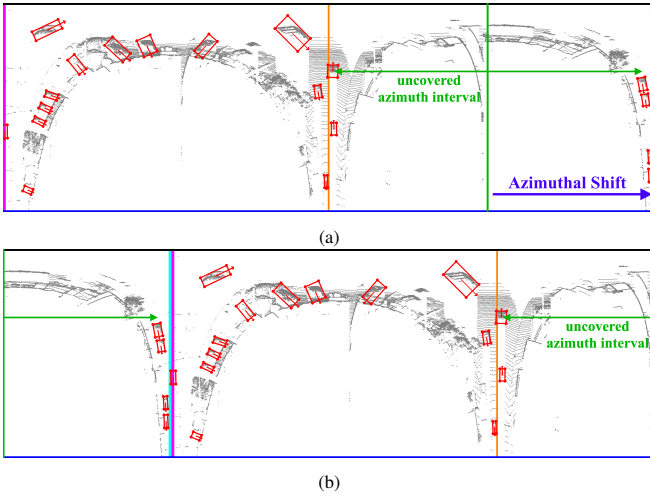 uncovered
azimuth interval
Azimuthal Shift
(a)
uncovered
azimuth interval
(b)